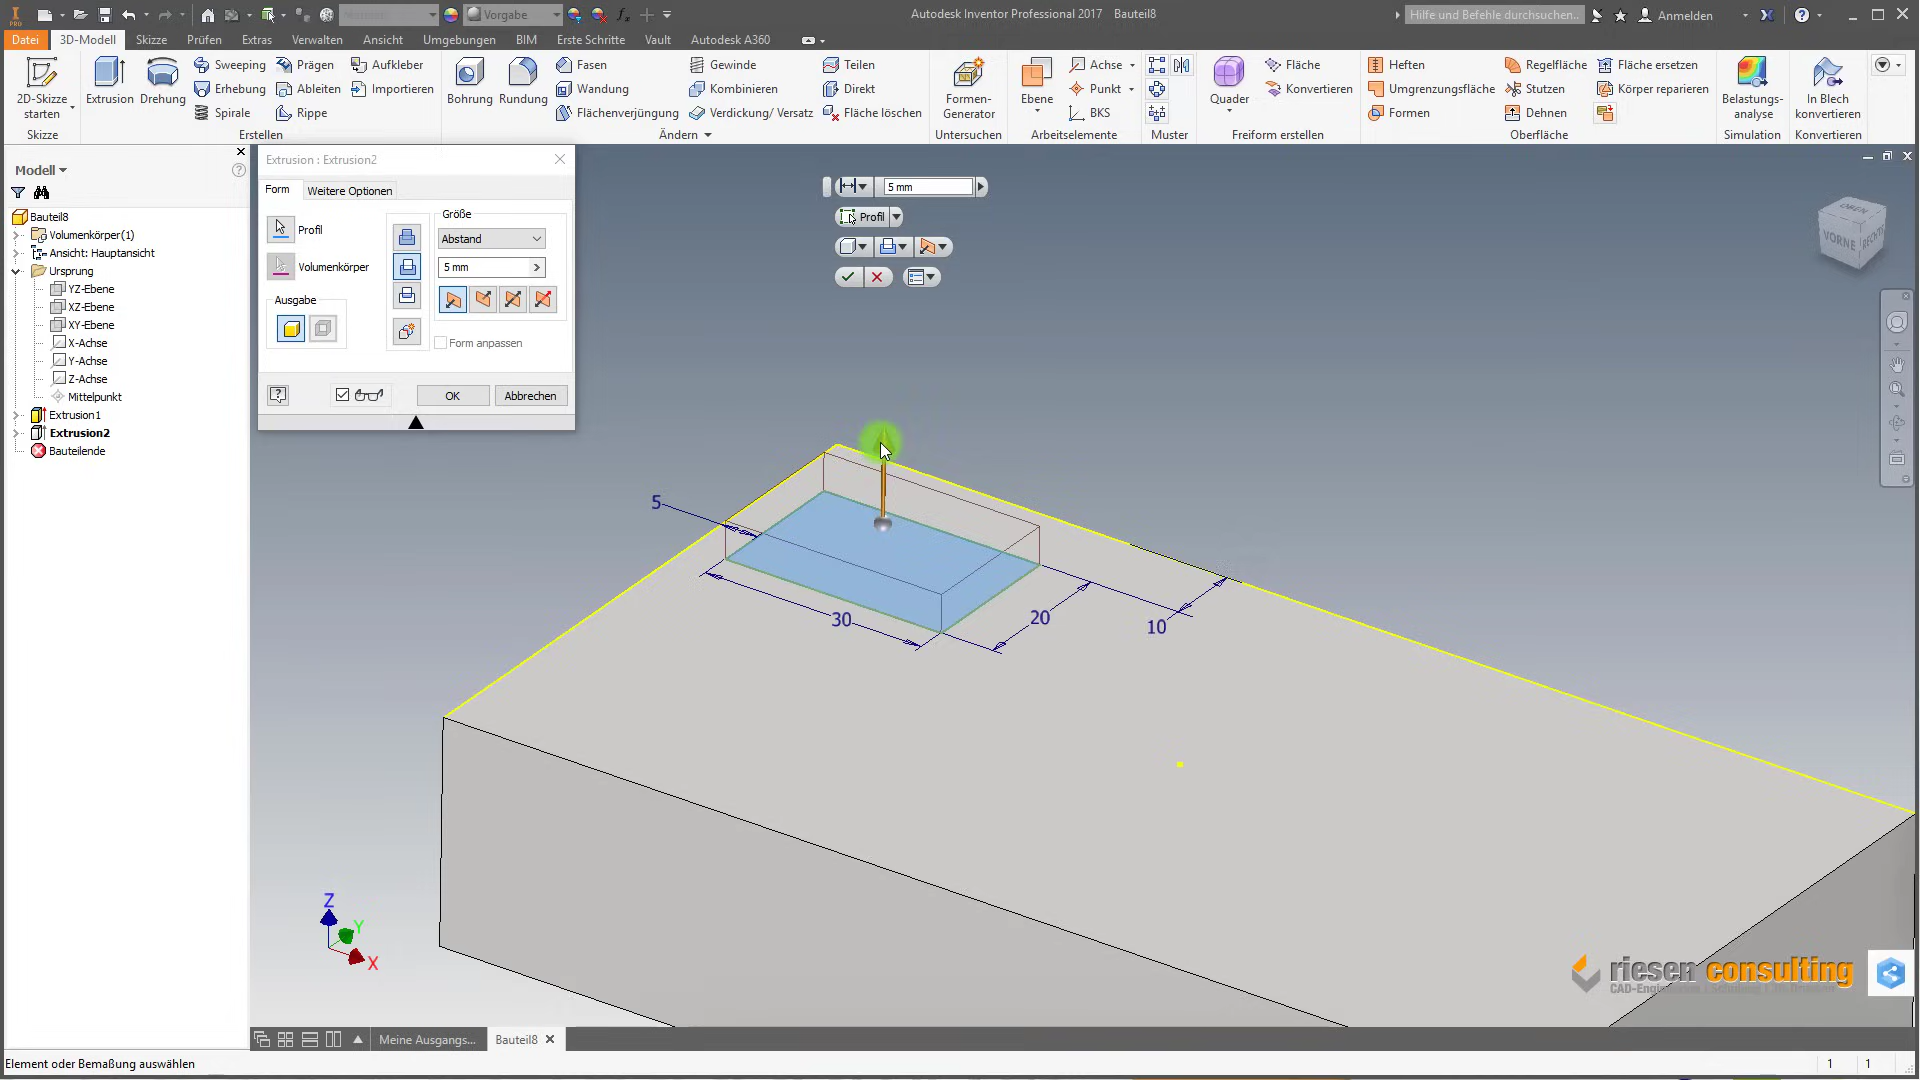 Vorgabe
Autodesk Inventor Professional 2017 Bauteil8
Hilfe und Befehle durchsuchen...
Anmelden
Datei 3D-Modell Skizze Prüfen Extras Verwalten Ansicht Umgebungen BIM Erste Schritte Vault Autodesk A360
2D-Skizze starten
Extrusion
Drehung
Sweeping
Erhebung
Spirale
Prägen
Ableiten
Rippe
Aufkleber
Importieren
Bohrung
Rundung
Fasen
Wandung
Flächenverjüngung
Gewinde
Kombinieren
Verdickung/ Versatz
Teilen
Direkt
Fläche löschen
Formen-
Generator
Ebene
Achse
Punkt
BKS
Quader
Fläche
Konvertieren
Heften
Umgrenzungsfläche
Formen
Regelfläche
Stutzen
Dehnen
Fläche ersetzen
Körper reparieren
Belastungs-
analyse
In Blech
konvertieren
Skizze
Erstellen
Ändern
Untersuchen
Arbeitselemente
Muster
Freiform erstellen
Oberfläche
Simulation
Konvertieren
Modell
Bauteil8
Volumenkörper(1)
Ansicht: Hauptansicht
Ursprung
YZ-Ebene
XZ-Ebene
XY-Ebene
X-Achse
Y-Achse
Z-Achse
Mittelpunkt
Extrusion1
Extrusion2
Bauteilende
Extrusion : Extrusion2
Form
Weitere Optionen
Profil
Volumenkörper
Ausgabe
Größe
Abstand
5 mm
Form anpassen
OK
Abbrechen
5 mm
Profil
OBEN
VORNE
RECHTS
5
30
20
10
Z
Y
X
riesen consulting
Meine Ausgangs...
Bauteil8
Element oder Bemaßung auswählen
1
1